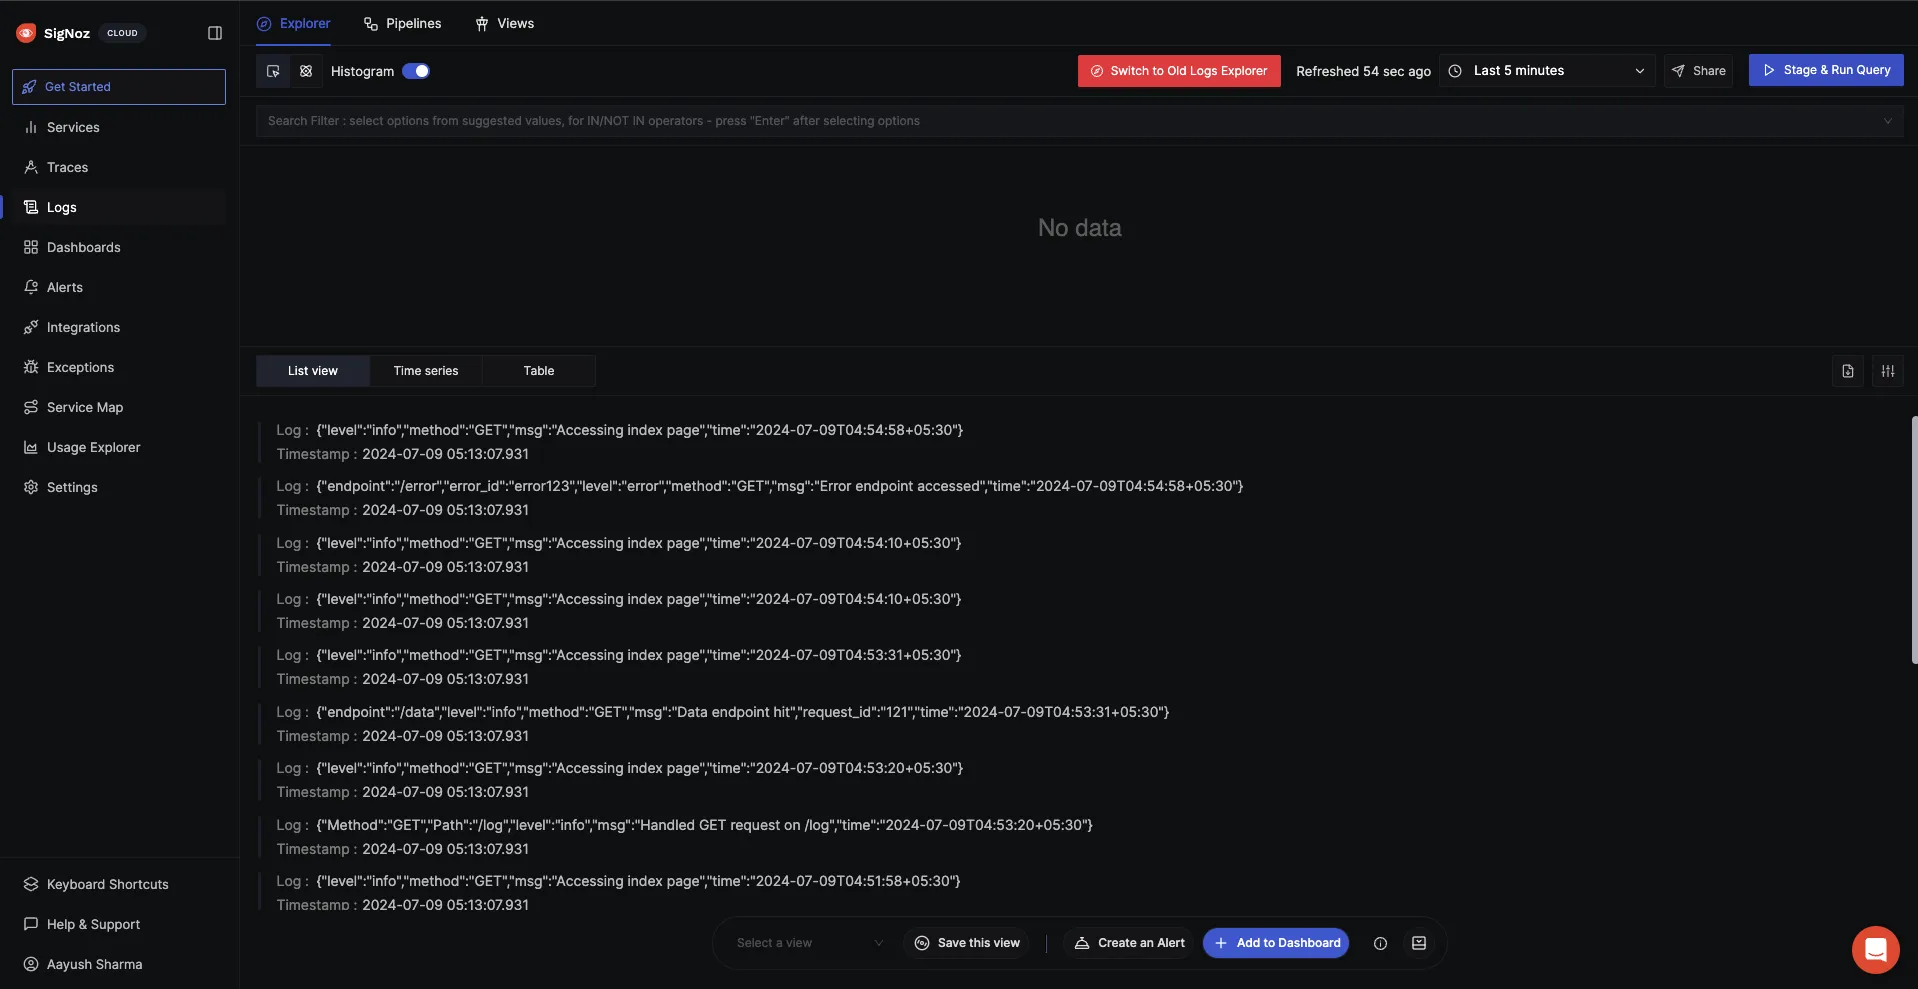 SigNoz CLOUD
Get Started
Services
Traces
Logs
Dashboards
Alerts
Integrations
Exceptions
Service Map
Usage Explorer
Settings
Keyboard Shortcuts
Help & Support
Aayush Sharma
Explorer Pipelines Views
Histogram Switch to Old Logs Explorer Refreshed 54 sec ago Last 5 minutes Share Stage & Run Query
Search Filter : select options from suggested values, for IN/NOT IN operators - press "Enter" after selecting options
No data
List view Time series Table
Log : {"level":"info","method":"GET","msg":"Accessing index page","time":"2024-07-09T04:54:58+05:30"}
Timestamp : 2024-07-09 05:13:07.931
Log : {"endpoint":"/error","error_id":"error123","level":"error","method":"GET","msg":"Error endpoint accessed","time":"2024-07-09T04:54:58+05:30"}
Timestamp : 2024-07-09 05:13:07.931
Log : {"level":"info","method":"GET","msg":"Accessing index page","time":"2024-07-09T04:54:10+05:30"}
Timestamp : 2024-07-09 05:13:07.931
Log : {"level":"info","method":"GET","msg":"Accessing index page","time":"2024-07-09T04:54:10+05:30"}
Timestamp : 2024-07-09 05:13:07.931
Log : {"level":"info","method":"GET","msg":"Accessing index page","time":"2024-07-09T04:53:31+05:30"}
Timestamp : 2024-07-09 05:13:07.931
Log : {"endpoint":"/data","level":"info","method":"GET","msg":"Data endpoint hit","request_id":"121","time":"2024-07-09T04:53:31+05:30"}
Timestamp : 2024-07-09 05:13:07.931
Log : {"level":"info","method":"GET","msg":"Accessing index page","time":"2024-07-09T04:53:20+05:30"}
Timestamp : 2024-07-09 05:13:07.931
Log : {"Method":"GET","Path":"/log","level":"info","msg":"Handled GET request on /log","time":"2024-07-09T04:53:20+05:30"}
Timestamp : 2024-07-09 05:13:07.931
Log : {"level":"info","method":"GET","msg":"Accessing index page","time":"2024-07-09T04:51:58+05:30"}
Timestamp : 2024-07-09 05:13:07.931
Select a view Save this view Create an Alert Add to Dashboard